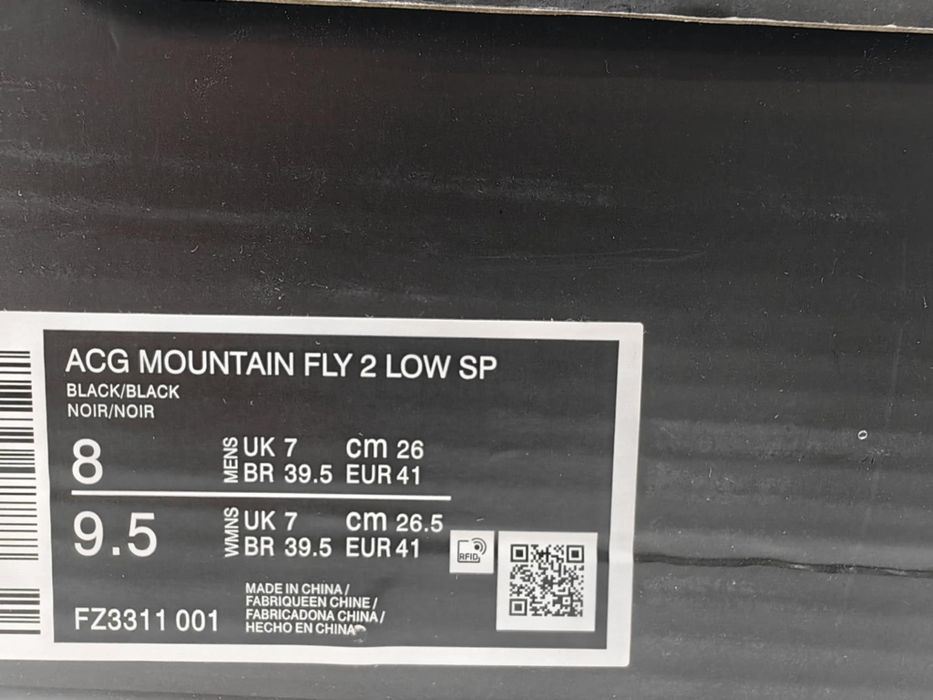 ACG MOUNTAIN FLY 2 LOW SP
BLACK/BLACK
NOIR/NOIR
8 MENS UK 7 cm 26
BR 39.5 EUR 41
9.5 WMNS UK 7 cm 26.5
BR 39.5 EUR 41
RFID
FZ3311 001
MADE IN CHINA /
FABRIQUEEN CHINE /
FABRICADONA CHINA /
HECHO EN CHINA